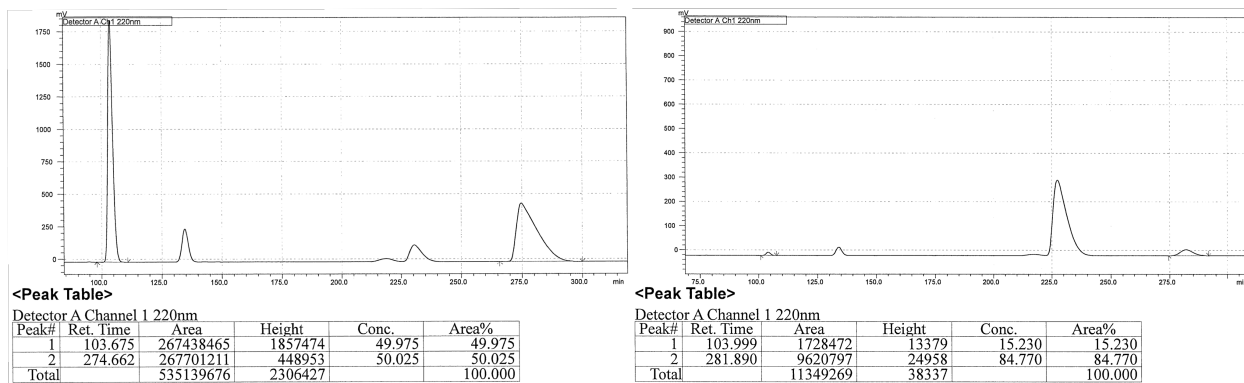 mV
Detector A Ch1 220nm
1750
1500
1250
1000
750
500
250
0
100.0 125.0 150.0 175.0 200.0 225.0 250.0 275.0 300.0 min
<Peak Table>
Detector A Channel 1 220nm
Peak# Ret. Time Area Height Conc. Area%
1 103.675 267438465 1857474 49.975 49.975
2 274.662 267701211 448953 50.025 50.025
Total 535139676 2306427 100.000
mV
Detector A Ch1 220nm
900
800
700
600
500
400
300
200
100
0
75.0 100.0 125.0 150.0 175.0 200.0 225.0 250.0 275.0 mi
<Peak Table>
Detector A Channel 1 220nm
Peak# Ret. Time Area Height Conc. Area%
1 103.999 1728472 13379 15.230 15.230
2 281.890 9620797 24958 84.770 84.770
Total 11349269 38337 100.000